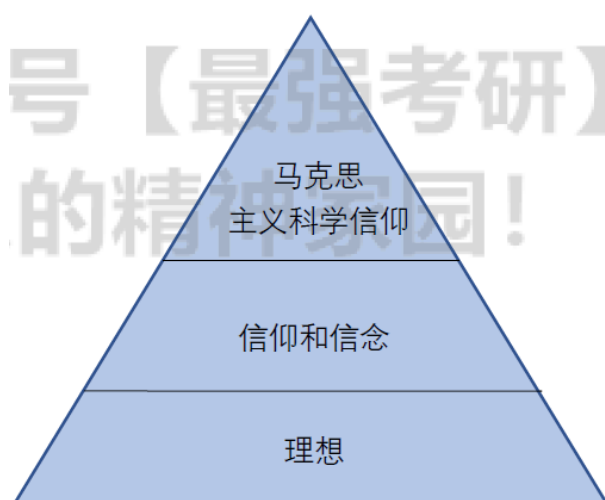 号【最强考研】
的精神家园！
马克思
主义科学信仰
信仰和信念
理想